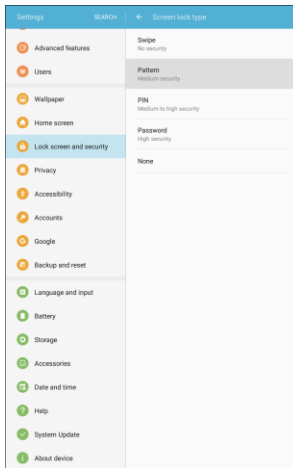 Settings
SEARCH
Screen lock type
Advanced features
Users
Wallpaper
Home screen
Lock screen and security
Privacy
Accessibility
Accounts
Google
Backup and reset
Language and input
Battery
Storage
Accessories
Date and time
Help
System Update
About device
Swipe
No security
Pattern
Medium security
PIN
Medium to high security
Password
High security
None